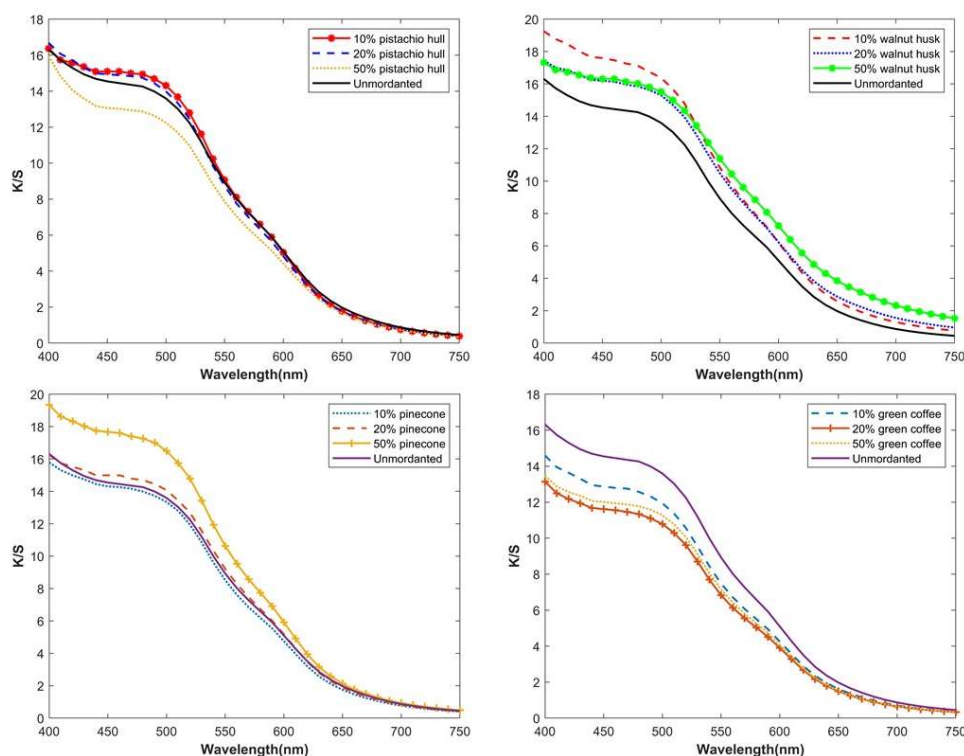 18
16
14
12
10
8
6
4
2
0
K/S
10% pistachio hull
20% pistachio hull
50% pistachio hull
Unmordanted
400 450 500 550 600 650 700 750
Wavelength(nm)
20
18
16
14
12
10
8
6
4
2
0
K/S
10% walnut husk
20% walnut husk
50% walnut husk
Unmordanted
400 450 500 550 600 650 700 750
Wavelength(nm)
20
18
16
14
12
10
8
6
4
2
0
K/S
10% pinecone
20% pinecone
50% pinecone
Unmordanted
400 450 500 550 600 650 700 750
Wavelength(nm)
18
16
14
12
10
8
6
4
2
0
K/S
10% green coffee
20% green coffee
50% green coffee
Unmordanted
400 450 500 550 600 650 700 750
Wavelength(nm)